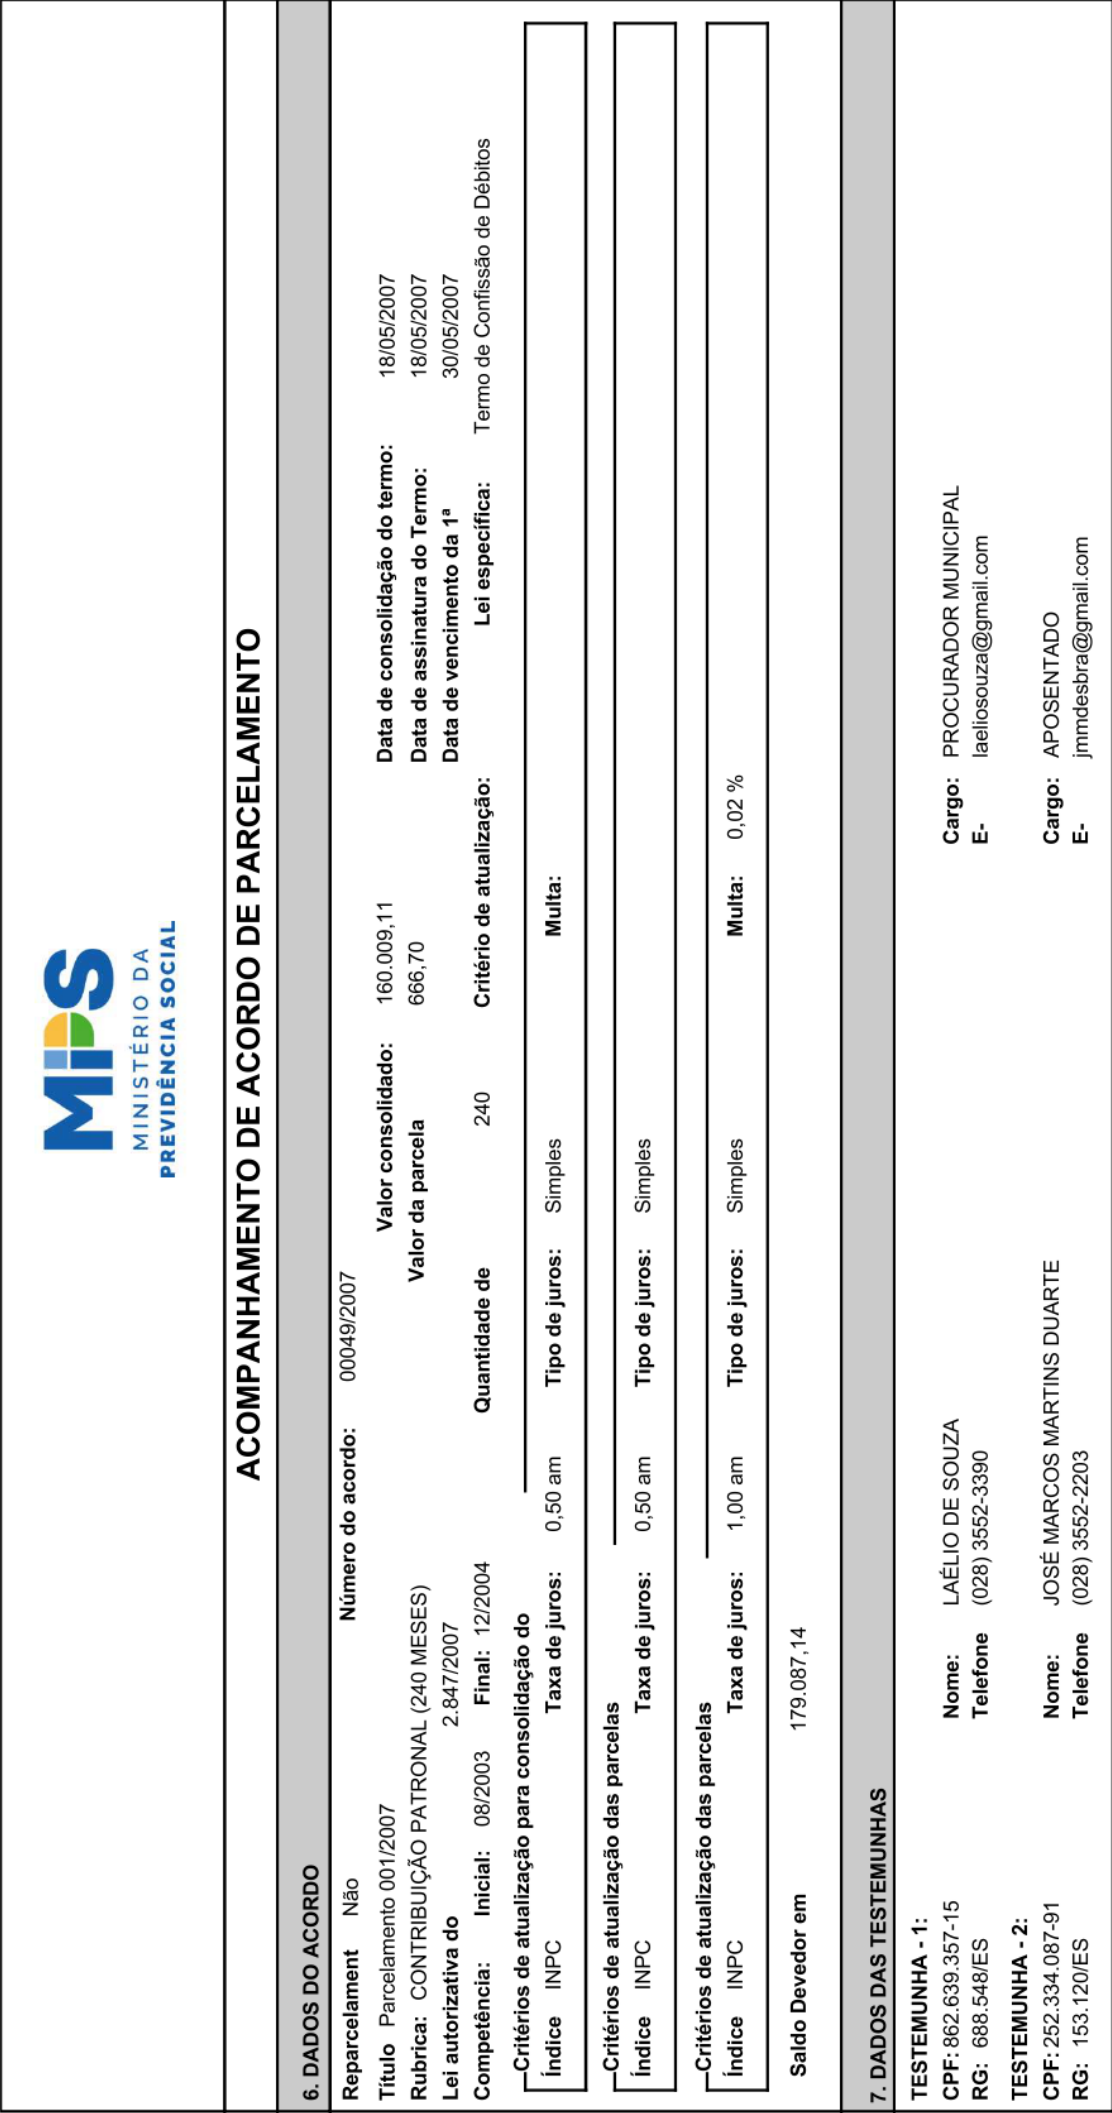 MPS
MINISTÉRIO DA
PREVIDÊNCIA SOCIAL
ACOMPANHAMENTO DE ACORDO DE PARCELAMENTO
6. DADOS DO ACORDO
Reparcelament Não Número do acordo: 00049/2007
Título Parcelamento 001/2007 Valor consolidado: 160.009,11 Data de consolidação do termo: 18/05/2007
Rubrica: CONTRIBUIÇÃO PATRONAL (240 MESES) Valor da parcela 666,70 Data de assinatura do Termo: 18/05/2007
Lei autorizativa do 2.847/2007 Data de vencimento da 1ª 30/05/2007
Competência: Inicial: 08/2003 Final: 12/2004 Quantidade de 240 Critério de atualização: Lei específica: Termo de Confissão de Débitos
Critérios de atualização para consolidação do
Índice INPC Taxa de juros: 0,50 am Tipo de juros: Simples Multa:
Critérios de atualização das parcelas
Índice INPC Taxa de juros: 0,50 am Tipo de juros: Simples
Critérios de atualização das parcelas
Índice INPC Taxa de juros: 1,00 am Tipo de juros: Simples Multa: 0,02 %
Saldo Devedor em 179.087,14
7. DADOS DAS TESTEMUNHAS
TESTEMUNHA - 1:
CPF: 862.639.357-15 Nome: LAÉLIO DE SOUZA Cargo: PROCURADOR MUNICIPAL
RG: 688.548/ES Telefone (028) 3552-3390 E- laeliosouza@gmail.com
TESTEMUNHA - 2:
CPF: 252.334.087-91 Nome: JOSÉ MARCOS MARTINS DUARTE Cargo: APOSENTADO
RG: 153.120/ES Telefone (028) 3552-2203 E- jmmdesbra@gmail.com